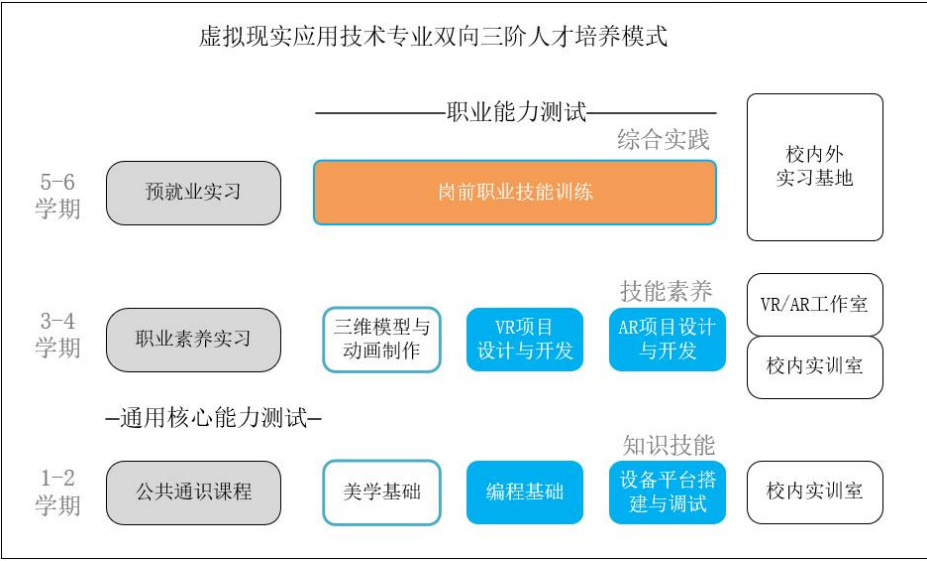 虚拟现实应用技术专业双向三阶人才培养模式
职业能力测试
综合实践
5-6
学期
预就业实习
岗前职业技能训练
校内外
实习基地
技能素养
3-4
学期
职业素养实习
三维模型与
动画制作
VR项目
设计与开发
AR项目设计
与开发
VR/AR工作室
校内实训室
通用核心能力测试
知识技能
1-2
学期
公共通识课程
美学基础
编程基础
设备平台搭
建与调试
校内实训室